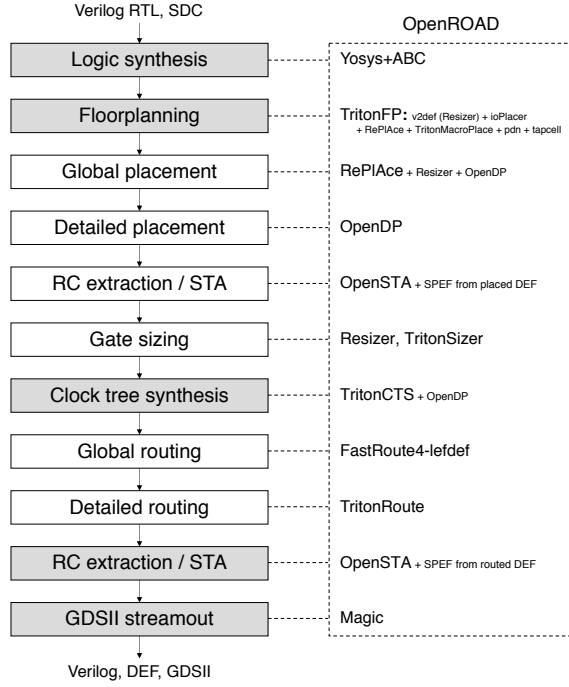 Verilog RTL, SDC
OpenROAD
Logic synthesis
Yosys+ABC
Floorplanning
TritonFP: v2def (Resizer) + ioPlacer
+ RePlAce + TritonMacroPlace + pdn + tapcell
Global placement
RePlAce + Resizer + OpenDP
Detailed placement
OpenDP
RC extraction / STA
OpenSTA + SPEF from placed DEF
Gate sizing
Resizer, TritonSizer
Clock tree synthesis
TritonCTS + OpenDP
Global routing
FastRoute4-lefdef
Detailed routing
TritonRoute
RC extraction / STA
OpenSTA + SPEF from routed DEF
GDSII streamout
Magic
Verilog, DEF, GDSII